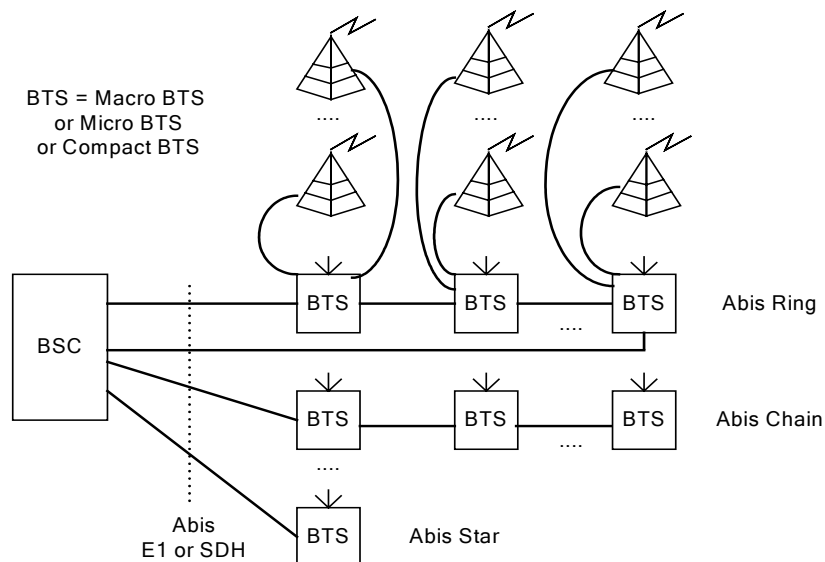 BTS = Macro BTS
or Micro BTS
or Compact BTS
....
....
....
BSC
BTS
BTS
....
BTS
Abis Ring
BTS
BTS
....
BTS
Abis Chain
....
BTS
Abis Star
Abis
E1 or SDH